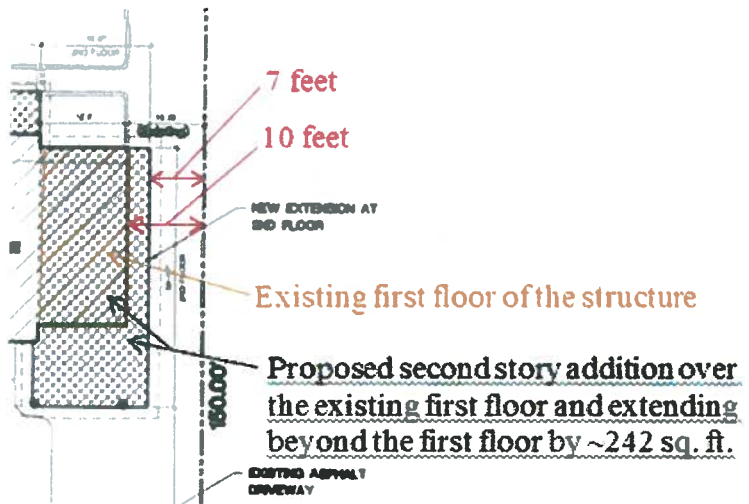 2ND FLOOR
7 feet
10 feet
NEW EXTENSION AT
2ND FLOOR
Existing first floor of the structure
Proposed second story addition over
the existing first floor and extending
beyond the first floor by ~242 sq. ft.
150.00'
EXISTING ASPHALT
DRIVEWAY